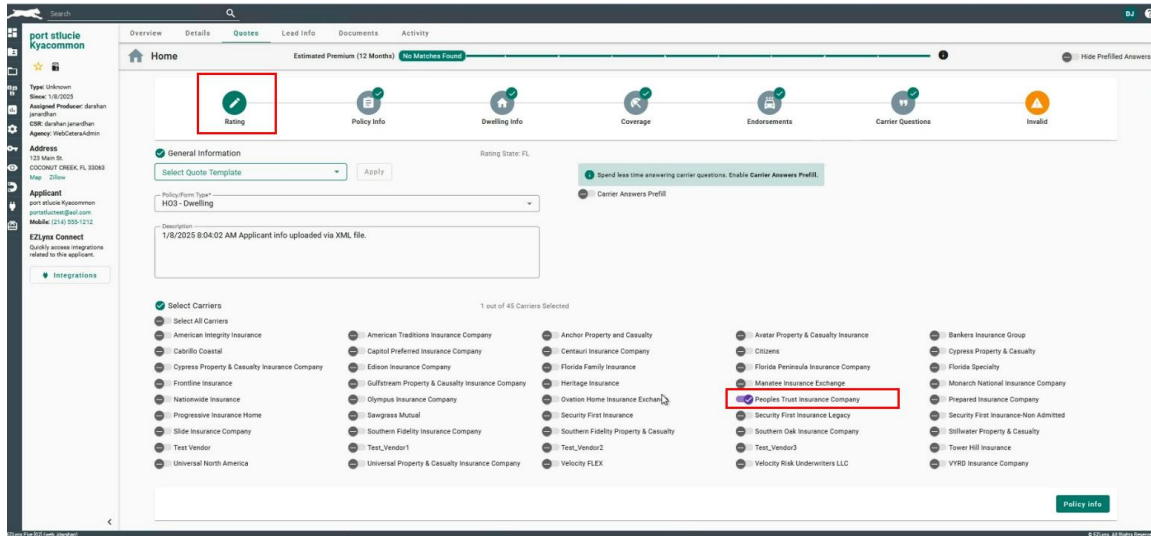 Search
DJ
port stlucie
Kyacommon
Type: Unknown
Since: 1/8/2025
Assigned Producer: darshan
janardhan
CSR: darshan janardhan
Agency: WebCeteraAdmin
Address
123 Main St.
COCONUT CREEK, FL 33063
Map Zillow
Applicant
port stlucie Kyacommon
portstluctest@aol.com
Mobile: (214) 555-1212
EZLynx Connect
Quickly access integrations
related to this applicant.
Integrations
Overview Details Quotes Lead Info Documents Activity
Home Estimated Premium (12 Months) No Matches Found Hide Prefilled Answers
Rating Policy Info Dwelling Info Coverage Endorsements Carrier Questions Invalid
General Information Rating State: FL
Select Quote Template Apply
Spend less time answering carrier questions. Enable Carrier Answers Prefill.
Carrier Answers Prefill
Policy/Form Type*
HO3 - Dwelling
Description
1/8/2025 8:04:02 AM Applicant info uploaded via XML file.
Select Carriers 1 out of 45 Carriers Selected
Select All Carriers
American Integrity Insurance American Traditions Insurance Company Anchor Property and Casualty Avatar Property & Casualty Insurance Bankers Insurance Group
Cabrillo Coastal Capitol Preferred Insurance Company Centauri Insurance Company Citizens Cypress Property & Casualty
Cypress Property & Casualty Insurance Company Edison Insurance Company Florida Family Insurance Florida Peninsula Insurance Company Florida Specialty
Frontline Insurance Gulfstream Property & Causalty Insurance Company Heritage Insurance Manatee Insurance Exchange Monarch National Insurance Company
Nationwide Insurance Olympus Insurance Company Ovation Home Insurance Exchange Peoples Trust Insurance Company Prepared Insurance Company
Progressive Insurance Home Sawgrass Mutual Security First Insurance Security First Insurance Legacy Security First Insurance-Non Admitted
Slide Insurance Company Southern Fidelity Insurance Company Southern Fidelity Property & Casualty Southern Oak Insurance Company Stillwater Property & Casualty
Test Vendor Test_Vendor1 Test_Vendor2 Test_Vendor3 Tower Hill Insurance
Universal North America Universal Property & Casualty Insurance Company Velocity FLEX Velocity Risk Underwriters LLC VYRD Insurance Company
Policy info